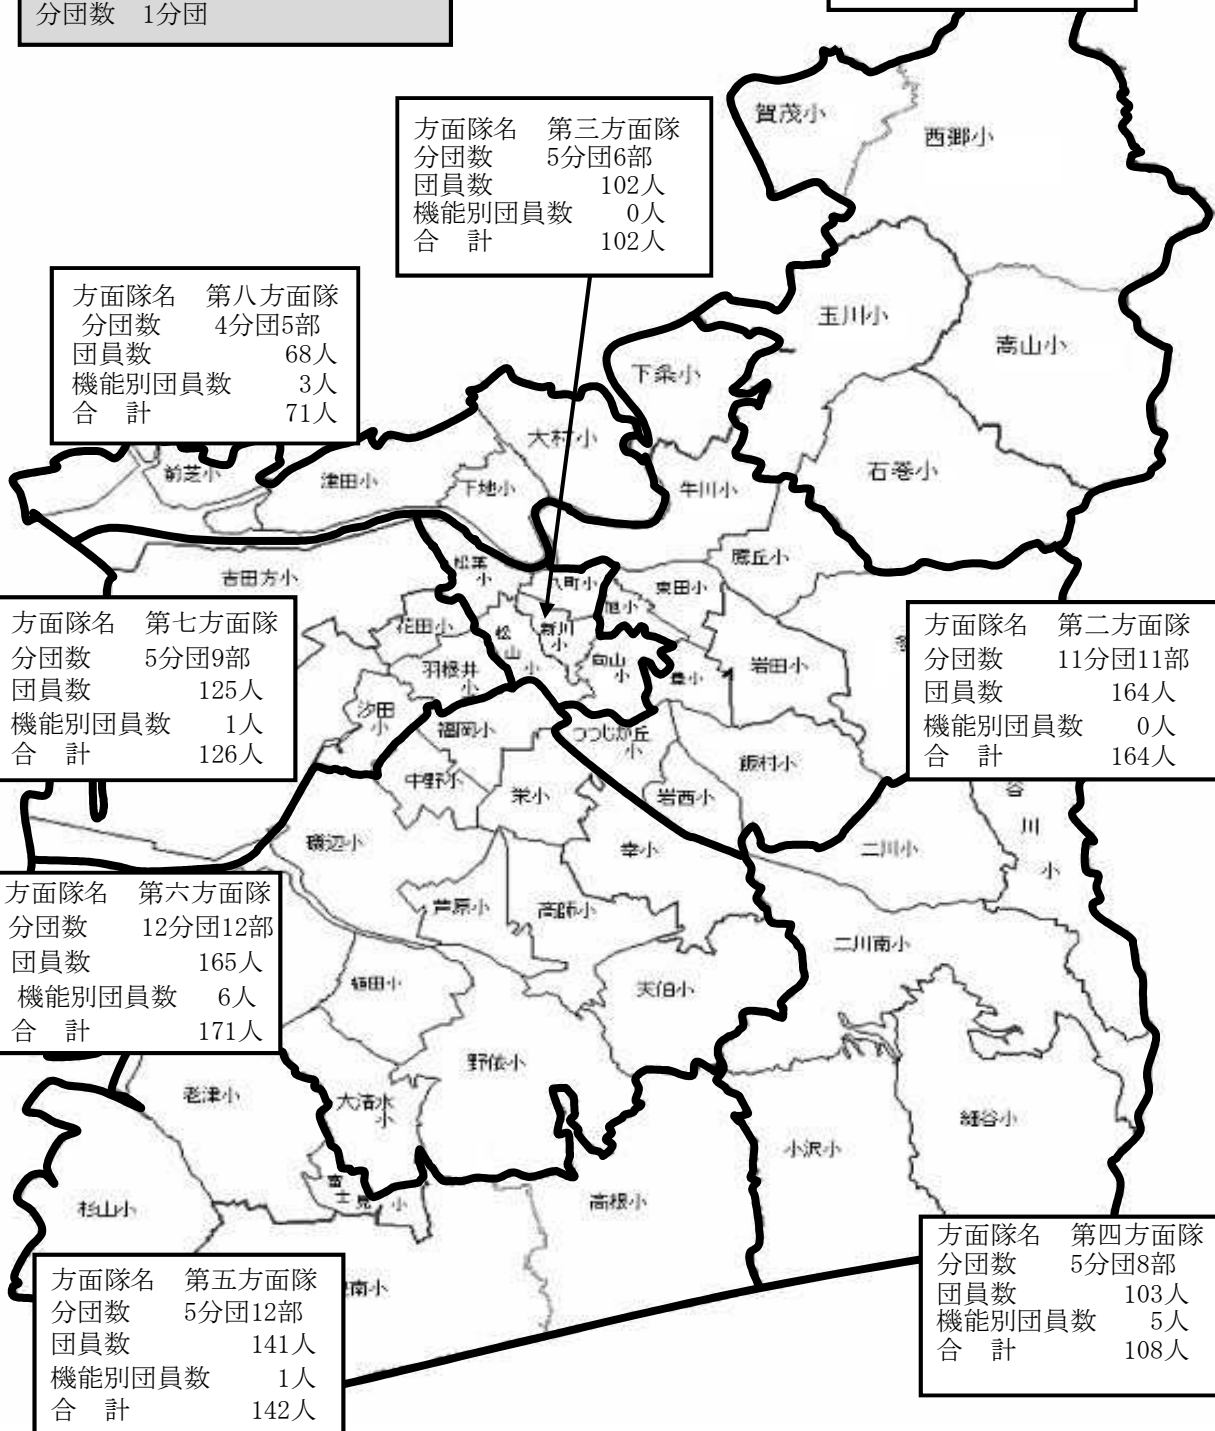 分団数 1分団
方面隊名 第三方面隊
分団数 5分団6部
団員数 102人
機能別団員数 0人
合 計 102人
賀茂小
西郷小
方面隊名 第八方面隊
分団数 4分団5部
団員数 68人
機能別団員数 3人
合 計 71人
玉川小
嵩山小
下条小
大村小
石巻小
前芝小
津田小
下地小
牛川小
鷹丘小
吉田方小
松葉小
八町小
東田小
旭小
花田小
松山小
新川小
向山小
豊小
岩田小
羽根井小
汐田小
福岡小
つつじが丘小
飯村小
中野小
栄小
岩西小
方面隊名 第七方面隊
分団数 5分団9部
団員数 125人
機能別団員数 1人
合 計 126人
方面隊名 第二方面隊
分団数 11分団11部
団員数 164人
機能別団員数 0人
合 計 164人
谷川小
磯辺小
幸小
二川小
芦原小
高師小
二川南小
方面隊名 第六方面隊
分団数 12分団12部
団員数 165人
機能別団員数 6人
合 計 171人
植田小
天伯小
野依小
老津小
大清水小
細谷小
小沢小
富士見小
杉山小
高根小
南小
方面隊名 第五方面隊
分団数 5分団12部
団員数 141人
機能別団員数 1人
合 計 142人
方面隊名 第四方面隊
分団数 5分団8部
団員数 103人
機能別団員数 5人
合 計 108人